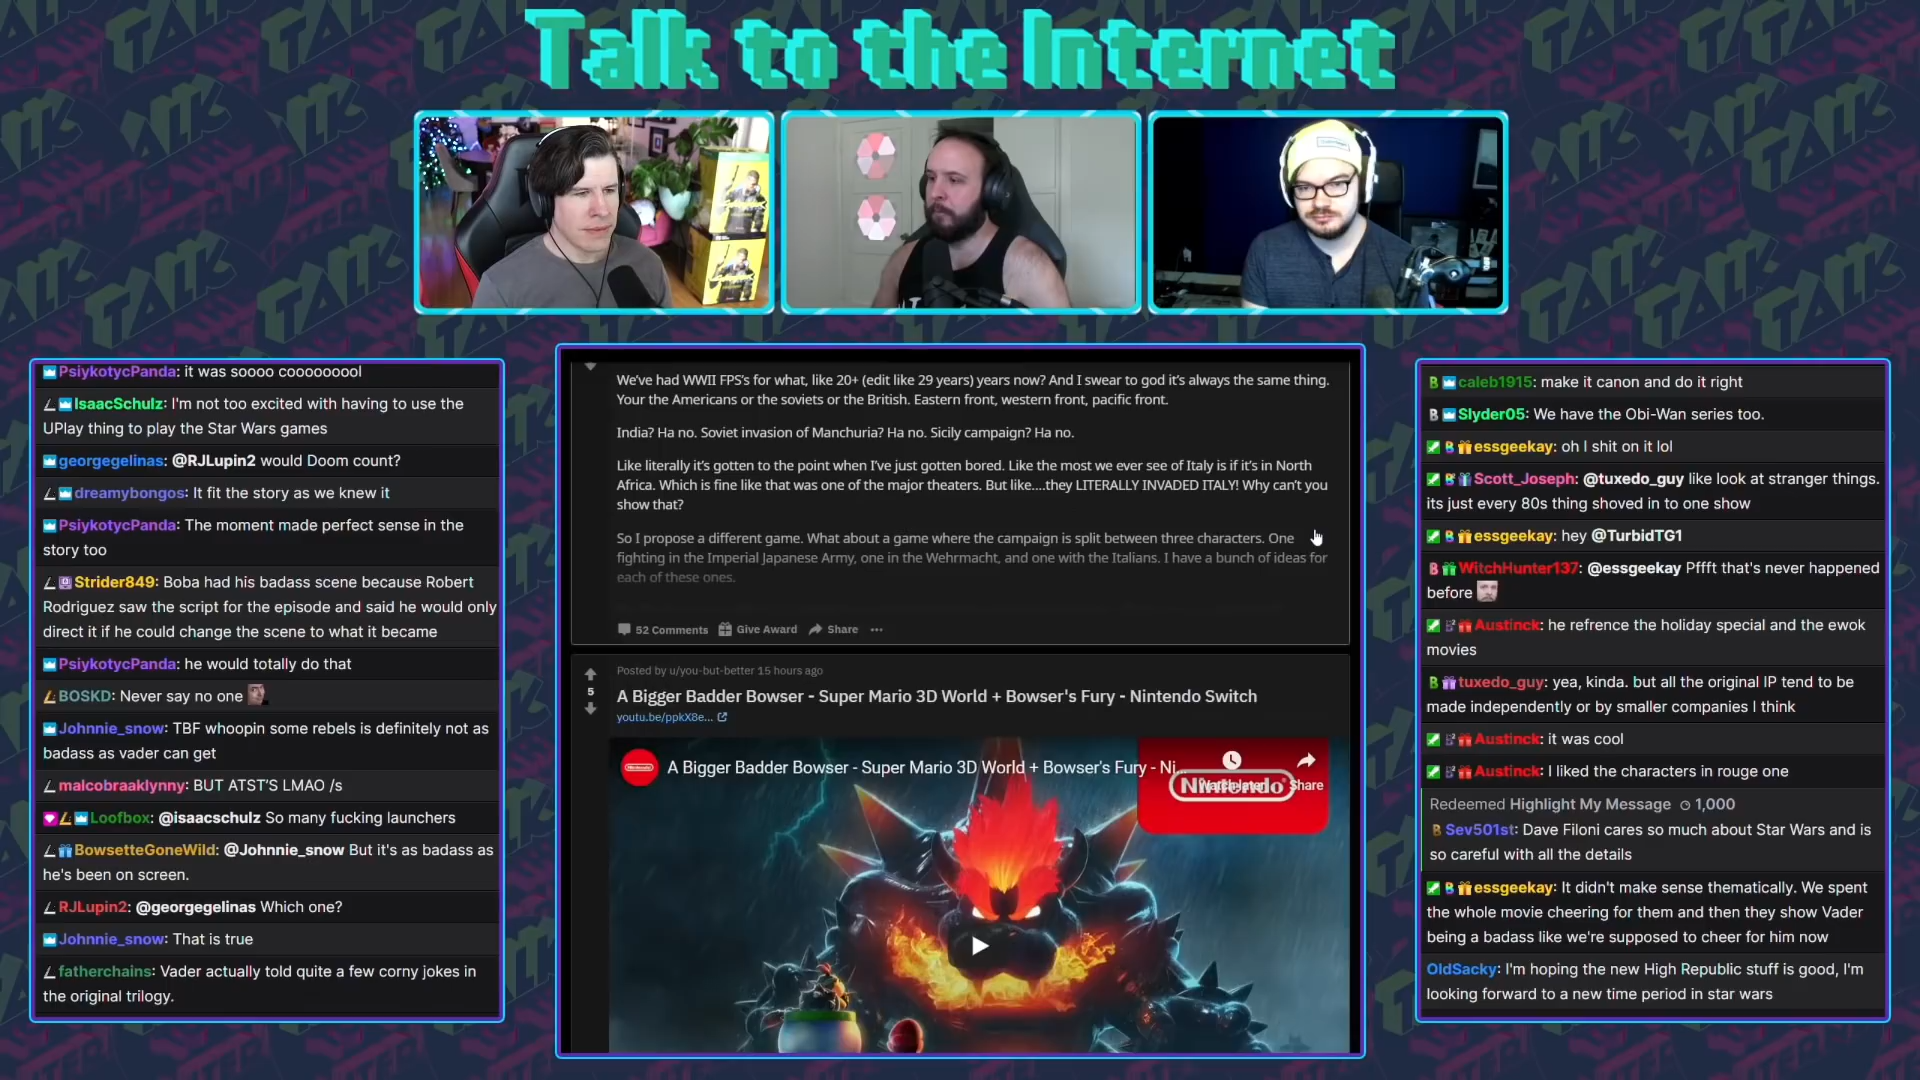 Talk to the Internet
PsiykotycPanda: it was soooo cooooooool
IsaacSchulz: I'm not too excited with having to use the
UPlay thing to play the Star Wars games
georgegelinas: @RJLupin2 would Doom count?
dreamybongos: It fit the story as we knew it
PsiykotycPanda: The moment made perfect sense in the
story too
Strider849: Boba had his badass scene because Robert
Rodriguez saw the script for the episode and said he would only
direct it if he could change the scene to what it became
PsiykotycPanda: he would totally do that
BOSKD: Never say no one
Johnnie_snow: TBF whoopin some rebels is definitely not as
badass as vader can get
malcobraaklynny: BUT ATST'S LMAO /s
Loofbox: @isaacschulz So many fucking launchers
BowsetteGoneWild: @Johnnie_snow But it's as badass as
he's been on screen.
RJLupin2: @georgegelinas Which one?
Johnnie_snow: That is true
fatherchains: Vader actually told quite a few corny jokes in
the original trilogy.
We've had WWII FPS's for what, like 20+ (edit like 29 years) years now? And I swear to god it's always the same thing.
Your the Americans or the soviets or the British. Eastern front, western front, pacific front.
India? Ha no. Soviet invasion of Manchuria? Ha no. Sicily campaign? Ha no.
Like literally it's gotten to the point when I've just gotten bored. Like the most we ever see of Italy is if it's in North
Africa. Which is fine like that was one of the major theaters. But like....they LITERALLY INVADED ITALY! Why can't you
show that?
So I propose a different game. What about a game where the campaign is split between three characters. One
fighting in the Imperial Japanese Army, one in the Wehrmacht, and one with the Italians. I have a bunch of ideas for
each of these ones.
52 Comments Give Award Share ...
Posted by u/you-but-better 15 hours ago
5
A Bigger Badder Bowser - Super Mario 3D World + Bowser's Fury - Nintendo Switch
youtu.be/ppkX8e...
A Bigger Badder Bowser - Super Mario 3D World + Bowser's Fury - Ni...
Nintendo
Watch later Share
caleb1915: make it canon and do it right
Slyder05: We have the Obi-Wan series too.
essgeekay: oh I shit on it lol
Scott_Joseph: @tuxedo_guy like look at stranger things.
its just every 80s thing shoved in to one show
essgeekay: hey @TurbidTG1
WitchHunter137: @essgeekay Pffft that's never happened
before
Austinck: he refrence the holiday special and the ewok
movies
tuxedo_guy: yea, kinda. but all the original IP tend to be
made independently or by smaller companies I think
Austinck: it was cool
Austinck: I liked the characters in rouge one
Redeemed Highlight My Message 1,000
Sev501st: Dave Filoni cares so much about Star Wars and is
so careful with all the details
essgeekay: It didn't make sense thematically. We spent
the whole movie cheering for them and then they show Vader
being a badass like we're supposed to cheer for him now
OldSacky: I'm hoping the new High Republic stuff is good, I'm
looking forward to a new time period in star wars